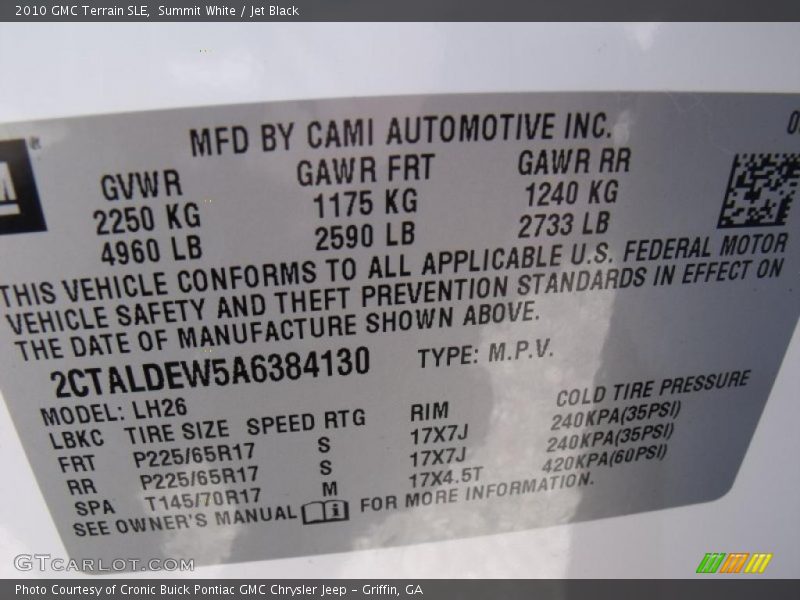 2010 GMC Terrain SLE, Summit White / Jet Black
MFD BY CAMI AUTOMOTIVE INC.
GVWR GAWR FRT GAWR RR
2250 KG 1175 KG 1240 KG
4960 LB 2590 LB 2733 LB
THIS VEHICLE CONFORMS TO ALL APPLICABLE U.S. FEDERAL MOTOR
VEHICLE SAFETY AND THEFT PREVENTION STANDARDS IN EFFECT ON
THE DATE OF MANUFACTURE SHOWN ABOVE.
2CTALDEW5A6384130 TYPE: M.P.V.
MODEL: LH26
LBKC TIRE SIZE SPEED RTG RIM COLD TIRE PRESSURE
FRT P225/65R17 S 17X7J 240KPA(35PSI)
RR P225/65R17 S 17X7J 240KPA(35PSI)
SPA T145/70R17 M 17X4.5T 420KPA(60PSI)
SEE OWNER'S MANUAL FOR MORE INFORMATION.
GTCARLOT.COM
Photo Courtesy of Cronic Buick Pontiac GMC Chrysler Jeep - Griffin, GA